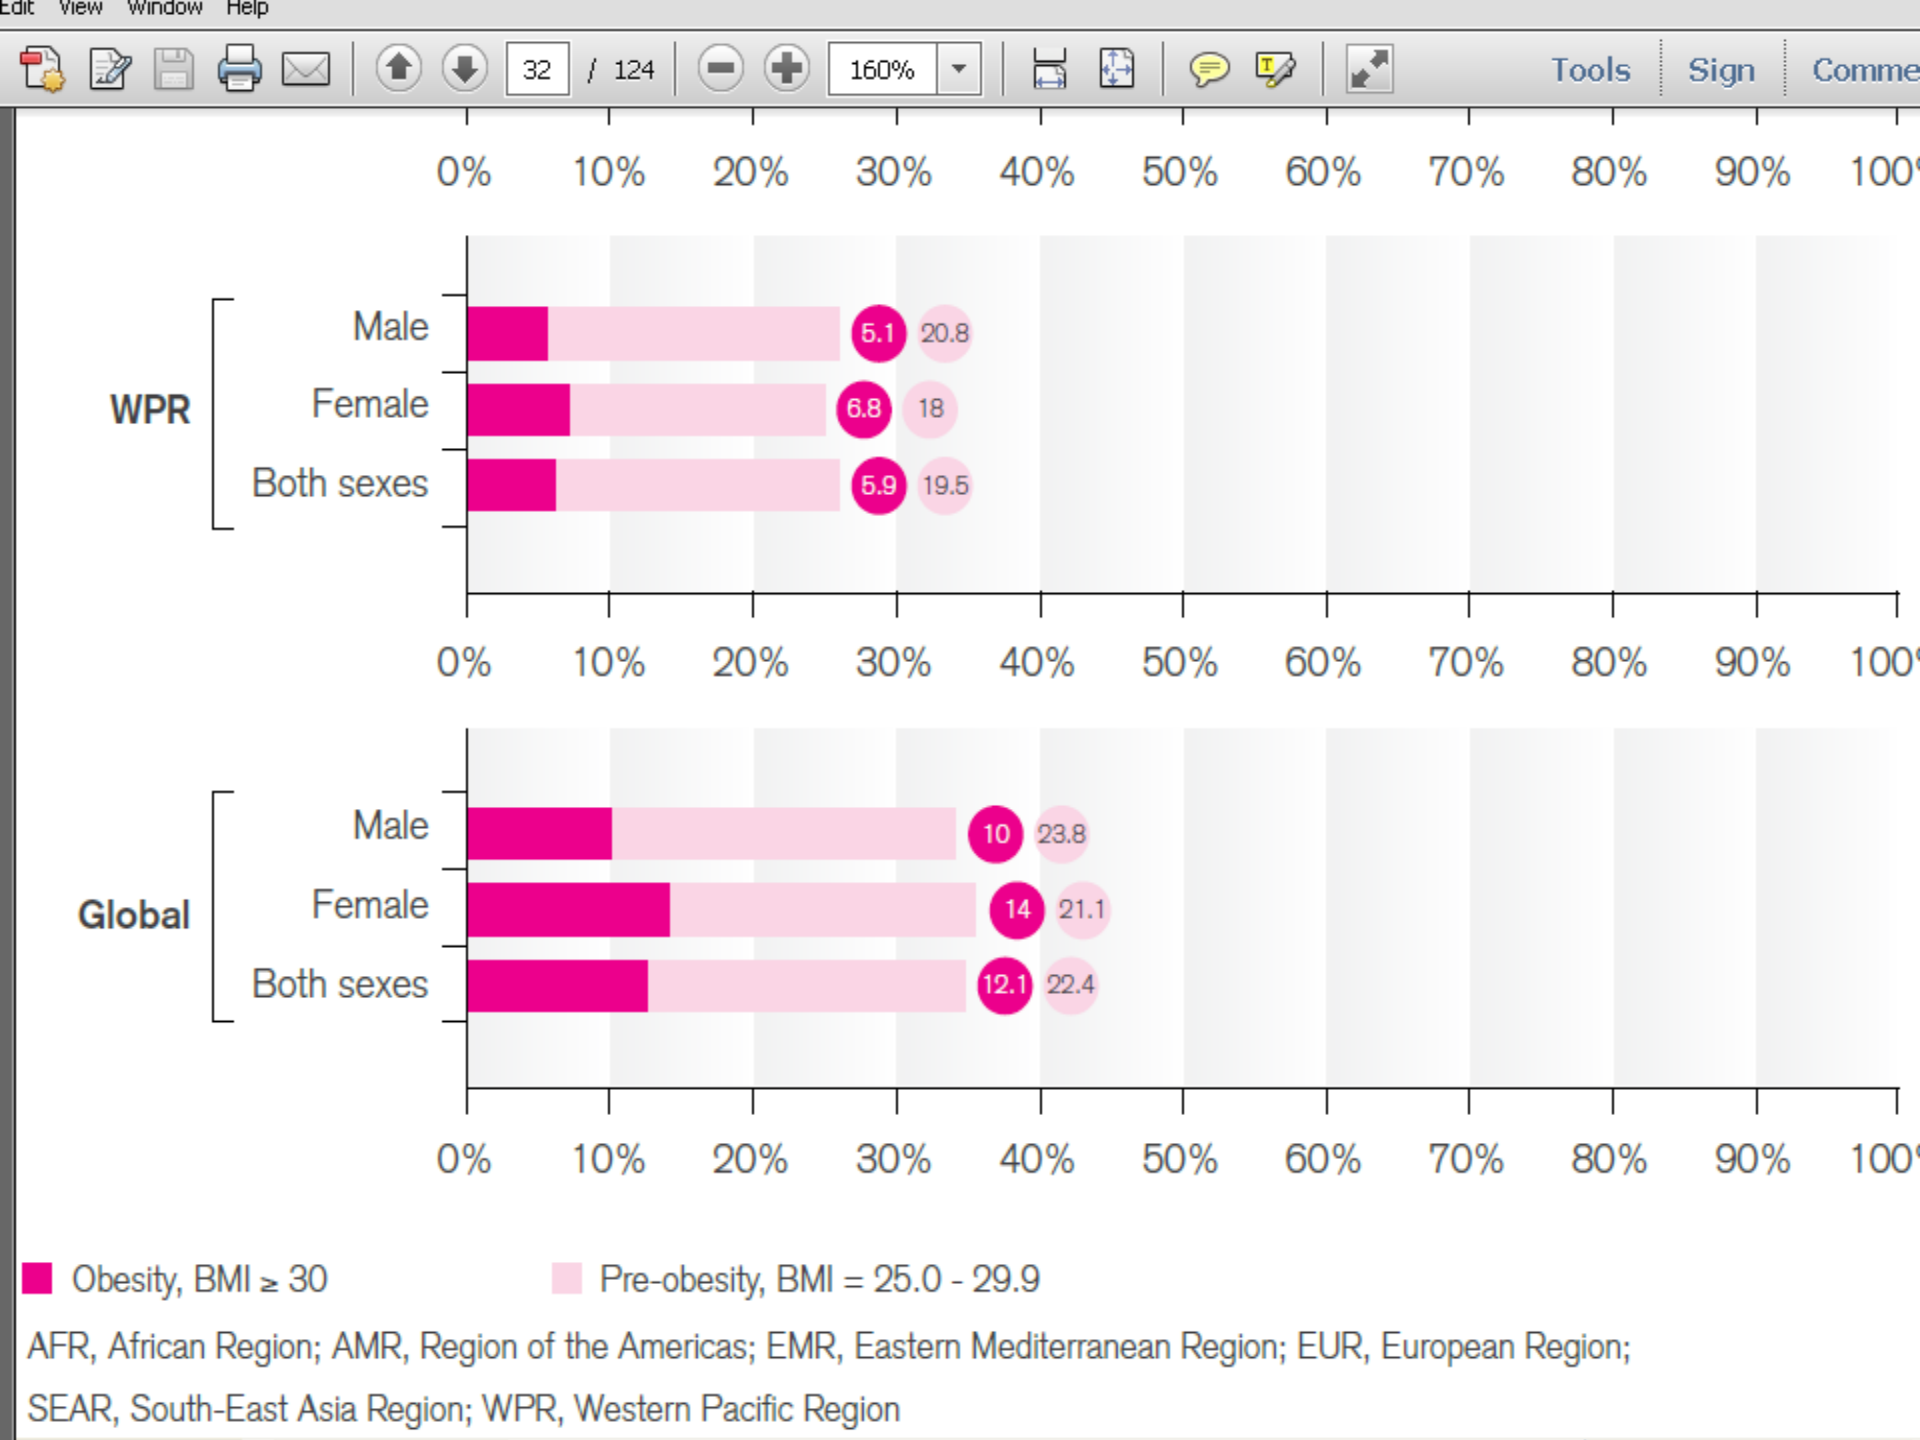 Edit View Window Help
32 / 124 160% Tools Sign Comme
0% 10% 20% 30% 40% 50% 60% 70% 80% 90% 100%
Male 5.1 20.8
WPR Female 6.8 18
Both sexes 5.9 19.5
0% 10% 20% 30% 40% 50% 60% 70% 80% 90% 100%
Male 10 23.8
Global Female 14 21.1
Both sexes 12.1 22.4
0% 10% 20% 30% 40% 50% 60% 70% 80% 90% 100%
Obesity, BMI ≥ 30 Pre-obesity, BMI = 25.0 - 29.9
AFR, African Region; AMR, Region of the Americas; EMR, Eastern Mediterranean Region; EUR, European Region;
SEAR, South-East Asia Region; WPR, Western Pacific Region